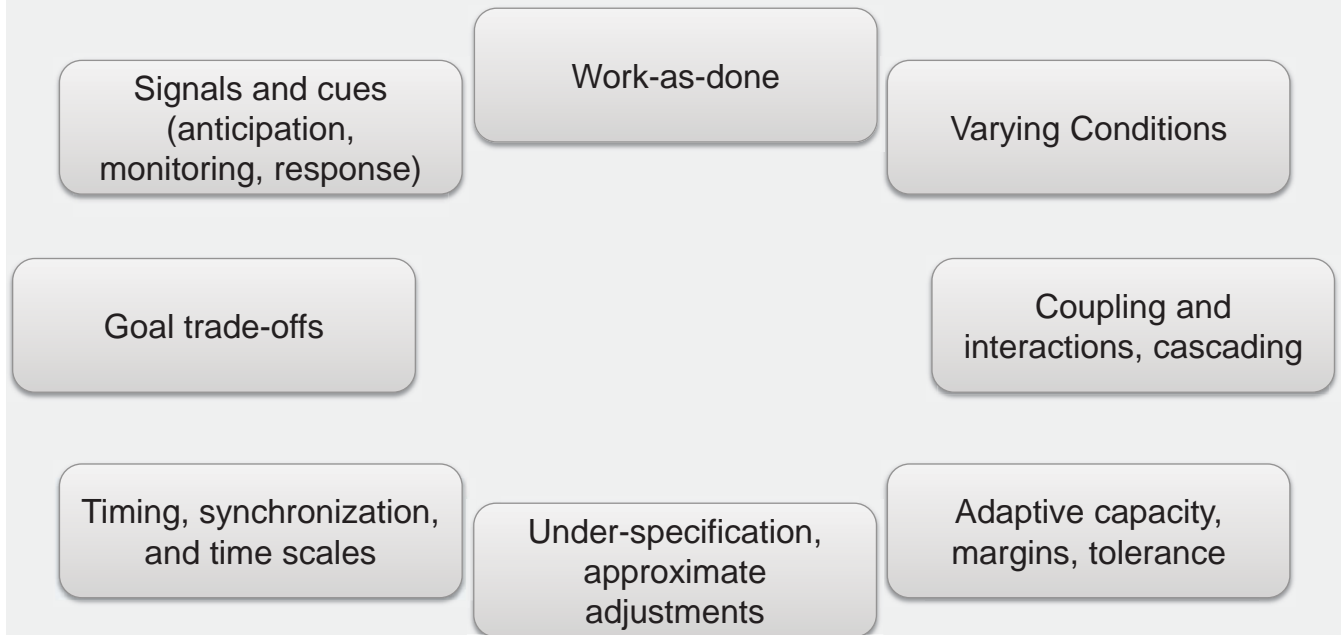 Work-as-done
Signals and cues
(anticipation,
monitoring, response)
Varying Conditions
Goal trade-offs
Coupling and
interactions, cascading
Timing, synchronization,
and time scales
Under-specification,
approximate
adjustments
Adaptive capacity,
margins, tolerance